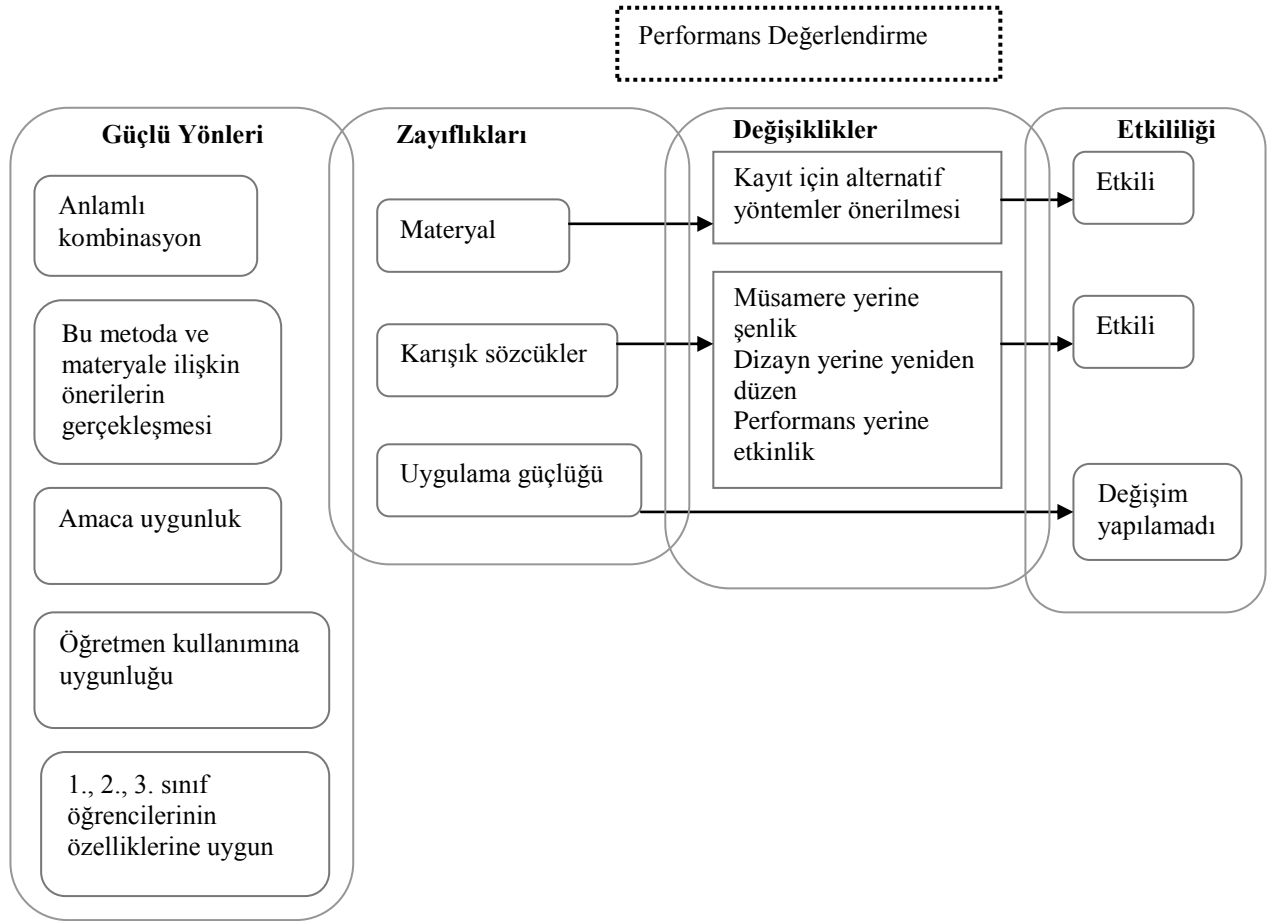 Performans Değerlendirme
Güçlü Yönleri
Anlamlı
kombinasyon
Bu metoda ve
materyale ilişkin
önerilerin
gerçekleşmesi
Amaca uygunluk
Öğretmen kullanımına
uygunluğu
1., 2., 3. sınıf
öğrencilerinin
özelliklerine uygun
Zayıflıkları
Materyal
Karışık sözcükler
Uygulama güçlüğü
Değişiklikler
Kayıt için alternatif
yöntemler önerilmesi
Müsamere yerine
şenlik
Dizayn yerine yeniden
düzen
Performans yerine
etkinlik
Etkililiği
Etkili
Etkili
Değişim
yapılamadı